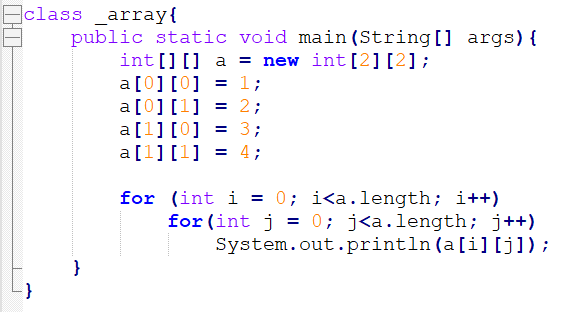 class _array{
public static void main(String[] args){
int[][] a = new int[2][2];
a[0][0] = 1;
a[0][1] = 2;
a[1][0] = 3;
a[1][1] = 4;
for (int i = 0; i<a.length; i++)
for(int j = 0; j<a.length; j++)
System.out.println(a[i][j]);
}
}